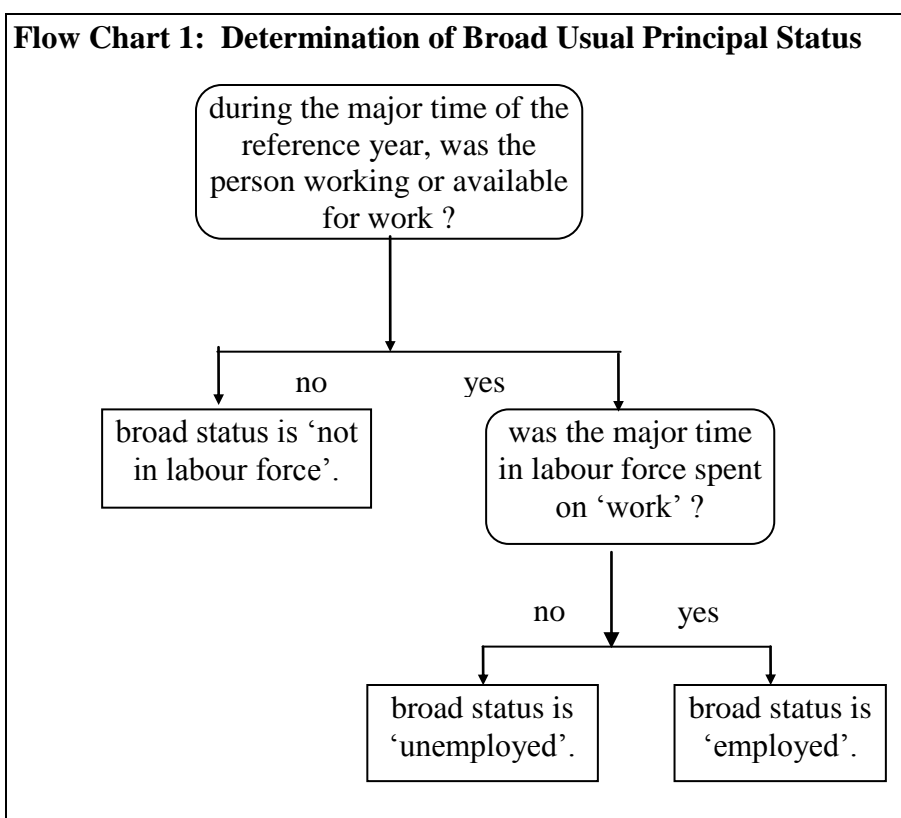 Flow Chart 1: Determination of Broad Usual Principal Status
during the major time of the
reference year, was the
person working or available
for work ?
no
yes
broad status is ‘not
in labour force’.
was the major time
in labour force spent
on ‘work’ ?
no
yes
broad status is
‘unemployed’.
broad status is
‘employed’.